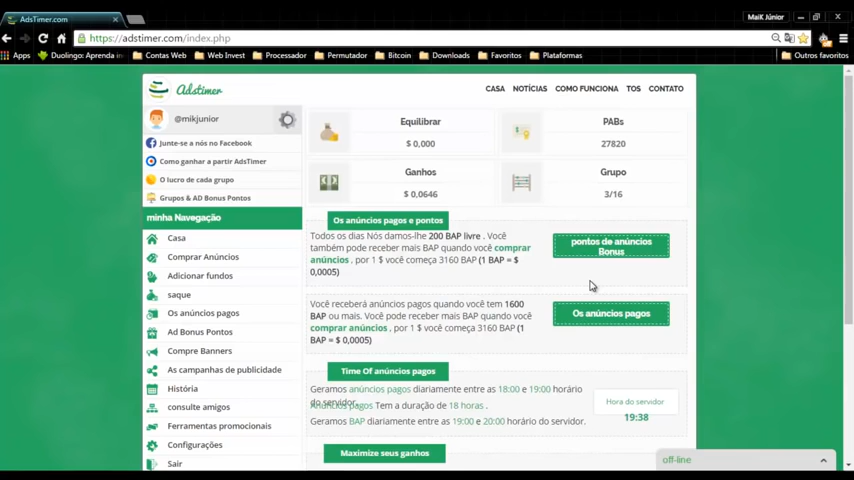 AdsTimer.com
MaiK Júnior
https://adstimer.com/index.php
Apps
Duolingo: Aprenda in
Contas Web
Web Invest
Processador
Permutador
Bitcoin
Downloads
Favoritos
Plataformas
Outros favoritos
Adstimer
CASA
NOTÍCIAS
COMO FUNCIONA
TOS
CONTATO
@mikjunior
Junte-se a nós no Facebook
Como ganhar a partir AdsTimer
O lucro de cada grupo
Grupos & AD Bonus Pontos
minha Navegação
Casa
Comprar Anúncios
Adicionar fundos
saque
Os anúncios pagos
Ad Bonus Pontos
Compre Banners
As campanhas de publicidade
História
consulte amigos
Ferramentas promocionais
Configurações
Sair
Equilibrar
$ 0,000
PABs
27820
Ganhos
$ 0,0646
Grupo
3/16
Os anúncios pagos e pontos
Todos os dias Nós damos-lhe 200 BAP livre . Você
também pode receber mais BAP quando você comprar
anúncios , por 1 $ você começa 3160 BAP (1 BAP = $
0,0005)
pontos de anúncios
Bonus
Você receberá anúncios pagos quando você tem 1600
BAP ou mais. Você pode receber mais BAP quando você
comprar anúncios , por 1 $ você começa 3160 BAP (1
BAP = $ 0,0005)
Os anúncios pagos
Time Of anúncios pagos
Geramos anúncios pagos diariamente entre as 18:00 e 19:00 horário
do servidor.
Anúncios pagos Tem a duração de 18 horas .
Geramos BAP diariamente entre as 19:00 e 20:00 horário do servidor.
Hora do servidor
19:38
Maximize seus ganhos
off-line